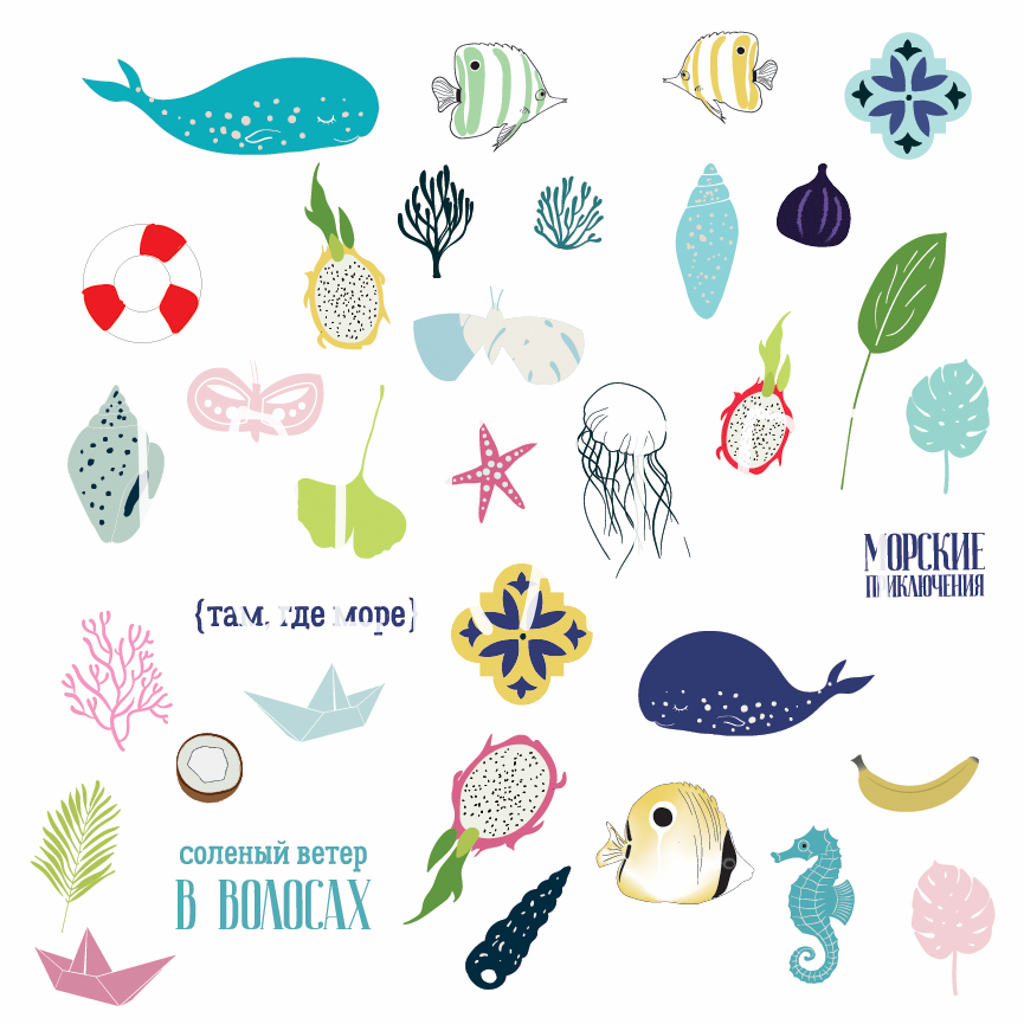 МОРСКИЕ
ПРИКЛЮЧЕНИЯ
{там, где море}
соленый ветер
В ВОЛОСАХ